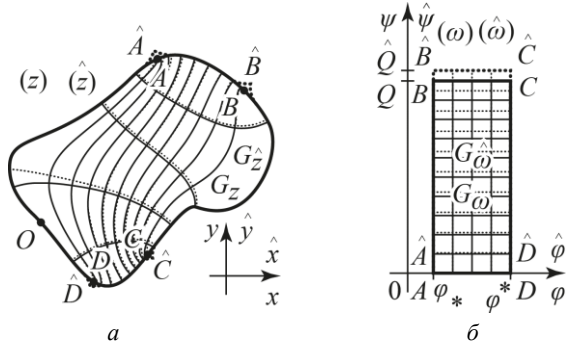 Â
A
B̂
B
(z)
(ẑ)
G_ẑ
G_z
O
D
D̂
C
Ĉ
y
ŷ
x̂
x
а
ψ
ψ̂
(ω)
(ω̂)
Q̂
B̂
Ĉ
Q
B
C
G_ω̂
G_ω
Â
D̂
φ̂
0
A
φ_*
φ^*
D
φ
б